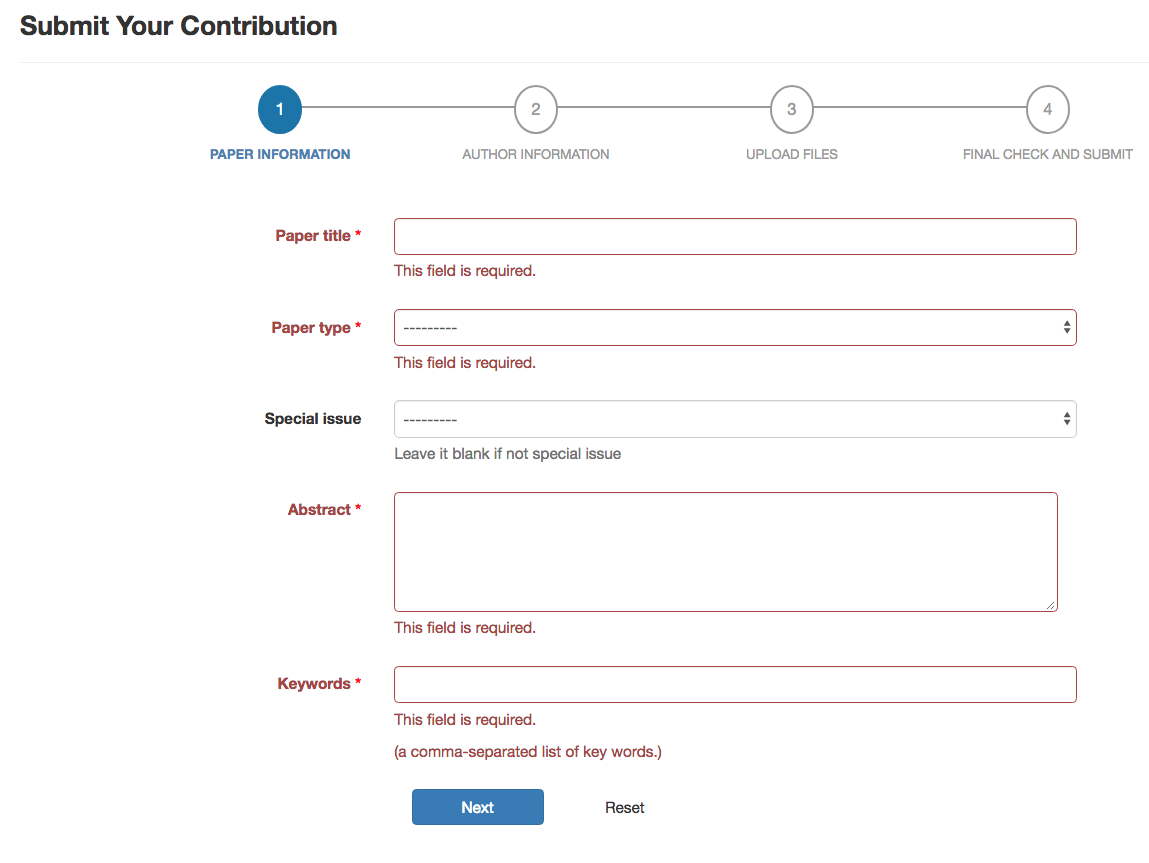 Submit Your Contribution
1 2 3 4
PAPER INFORMATION AUTHOR INFORMATION UPLOAD FILES FINAL CHECK AND SUBMIT
Paper title *
This field is required.
Paper type * ---------
This field is required.
Special issue ---------
Leave it blank if not special issue
Abstract *
This field is required.
Keywords *
This field is required.
(a comma-separated list of key words.)
Next Reset